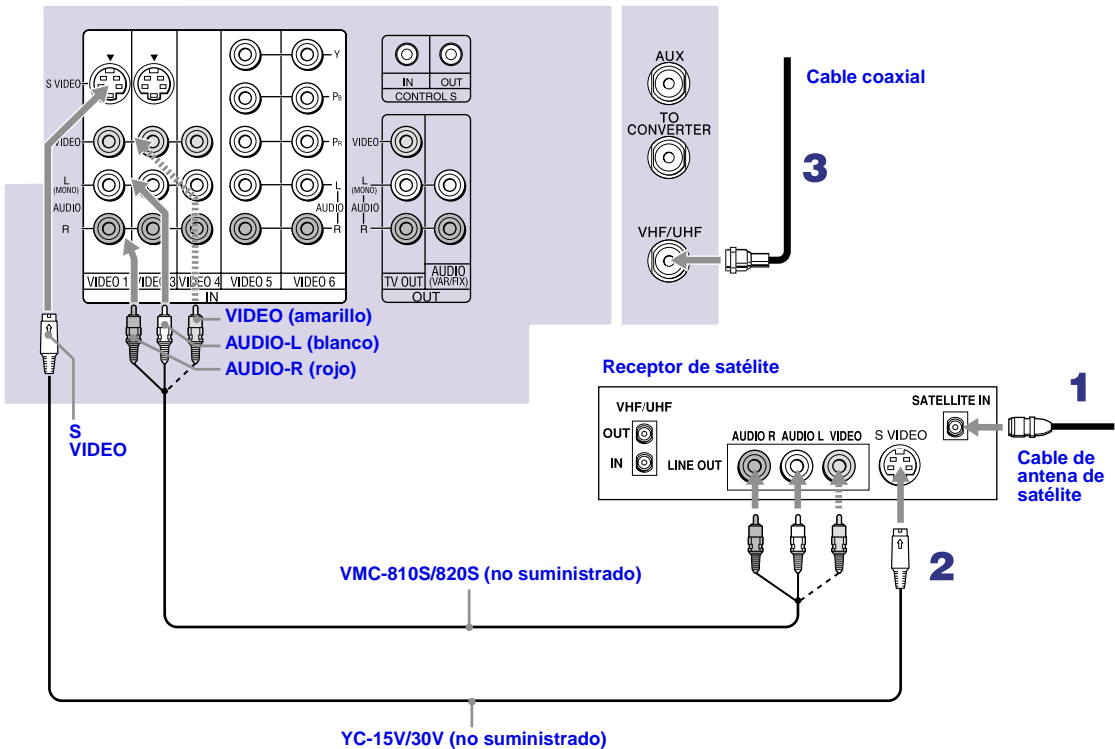 S VIDEO
VIDEO
L
(MONO)
AUDIO
R
Y
PB
PR
L
AUDIO
R
VIDEO 1
VIDEO 3
VIDEO 4
VIDEO 5
VIDEO 6
IN
IN
OUT
CONTROL S
VIDEO
L
(MONO)
AUDIO
R
TV OUT
AUDIO
(VAR/FIX)
OUT
AUX
TO
CONVERTER
VHF/UHF
Cable coaxial
3
VIDEO (amarillo)
AUDIO-L (blanco)
AUDIO-R (rojo)
S
VIDEO
Receptor de satélite
VHF/UHF
OUT
IN
LINE OUT
AUDIO R
AUDIO L
VIDEO
S VIDEO
SATELLITE IN
1
Cable de
antena de
satélite
2
VMC-810S/820S (no suministrado)
YC-15V/30V (no suministrado)